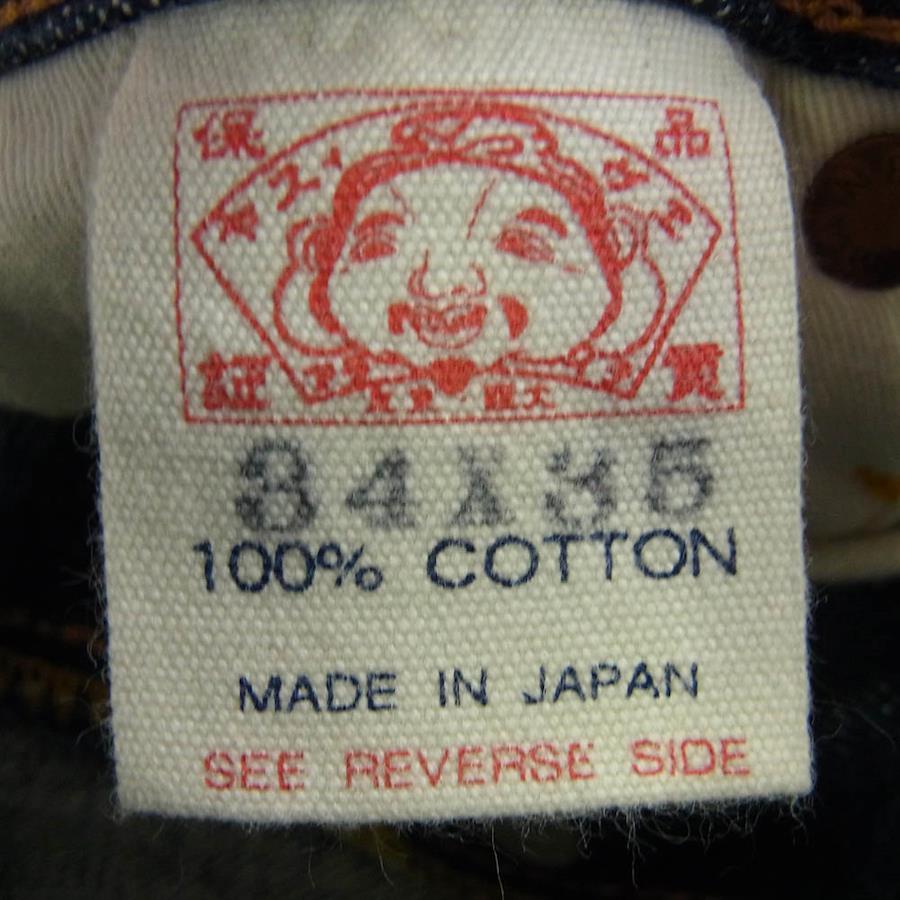 保 品
証 質
34X35
100% COTTON
MADE IN JAPAN
SEE REVERSE SIDE